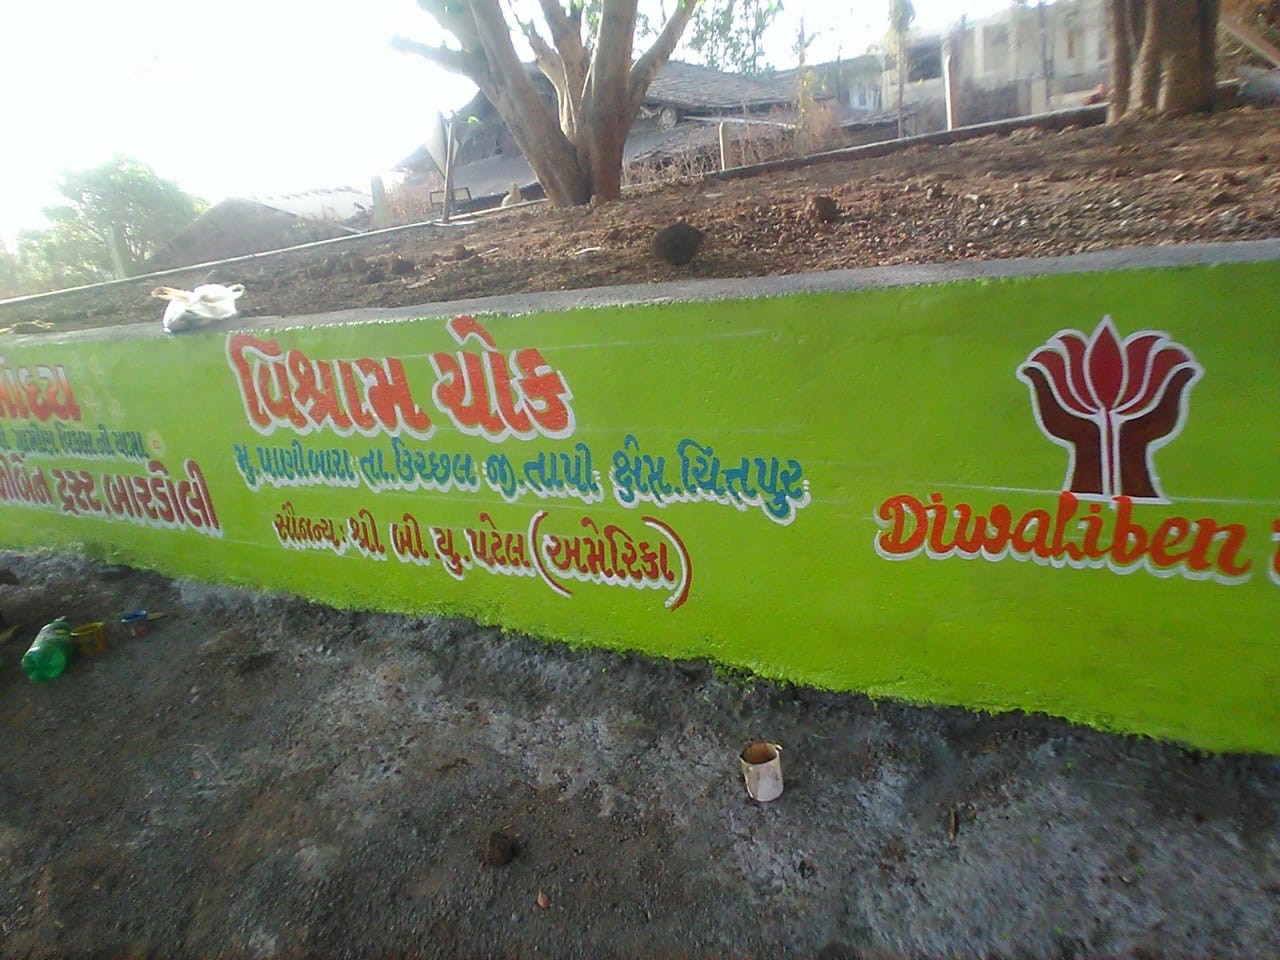 વિશ્રામ ચોક
મુ.પાણીબારા તા.ઉચ્છલ જી.તાપી. ક્ષેત્ર.ચિતપુર
સૌજન્ય: શ્રી બી.યુ.પટેલ (અમેરિકા)
વિકાસ ની યાત્રા
ટ્રસ્ટ.બારડોલી
Diwaliben